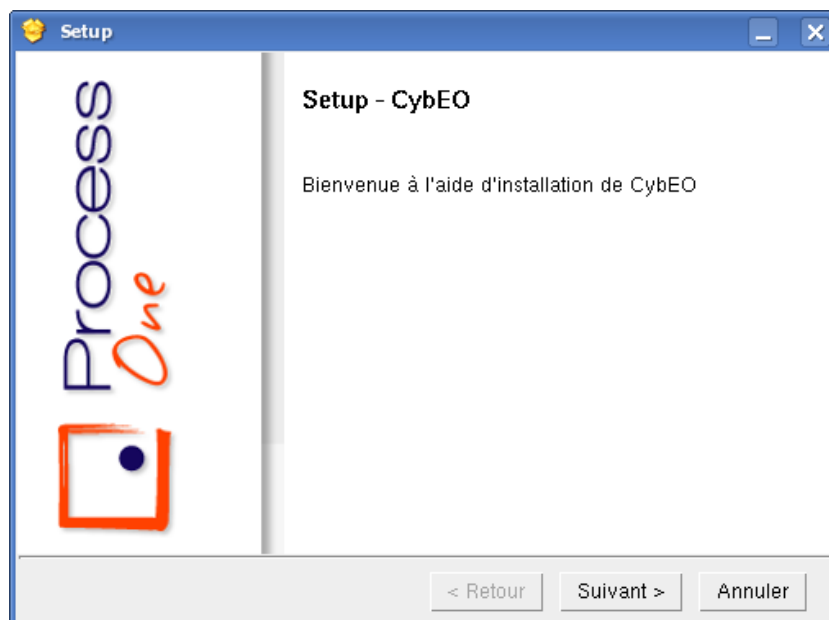 Setup
Process
One
Setup - CybEO
Bienvenue à l'aide d'installation de CybEO
< Retour
Suivant >
Annuler